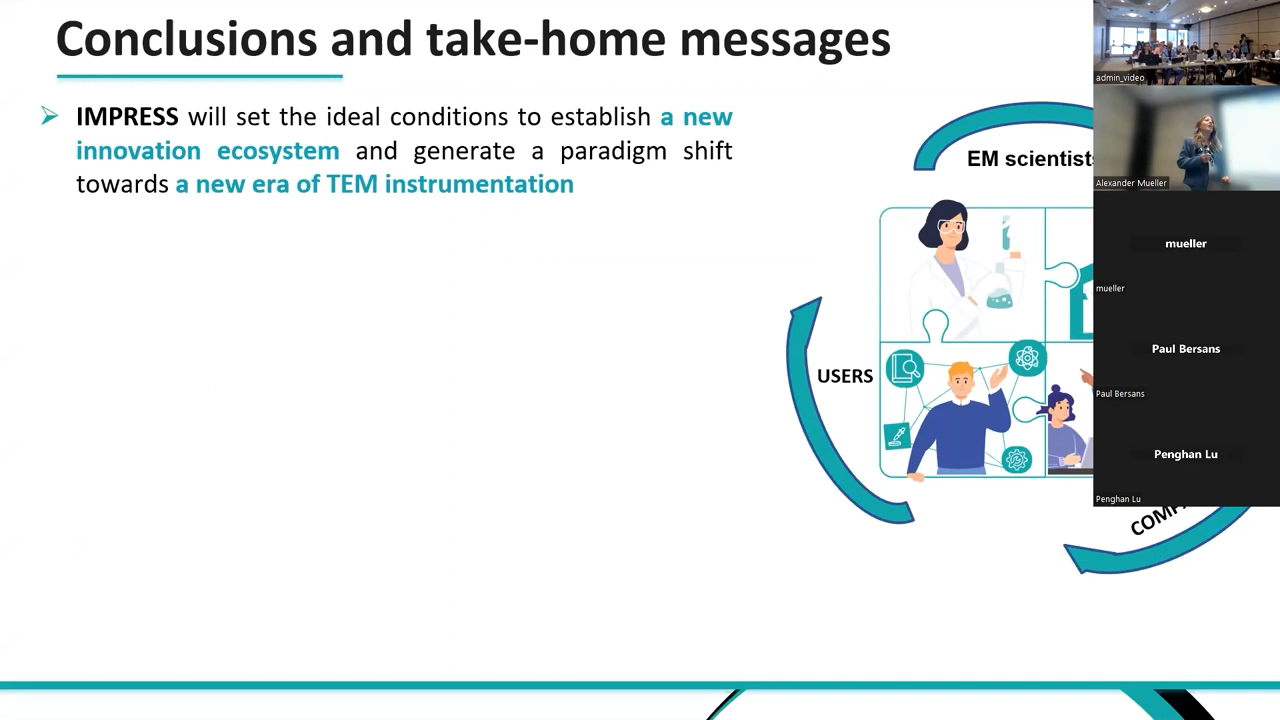 Conclusions and take-home messages
IMPRESS will set the ideal conditions to establish a new
innovation ecosystem and generate a paradigm shift
towards a new era of TEM instrumentation
EM scientists
USERS
admin_video
Alexander Mueller
mueller
mueller
Paul Bersans
Paul Bersans
Penghan Lu
Penghan Lu